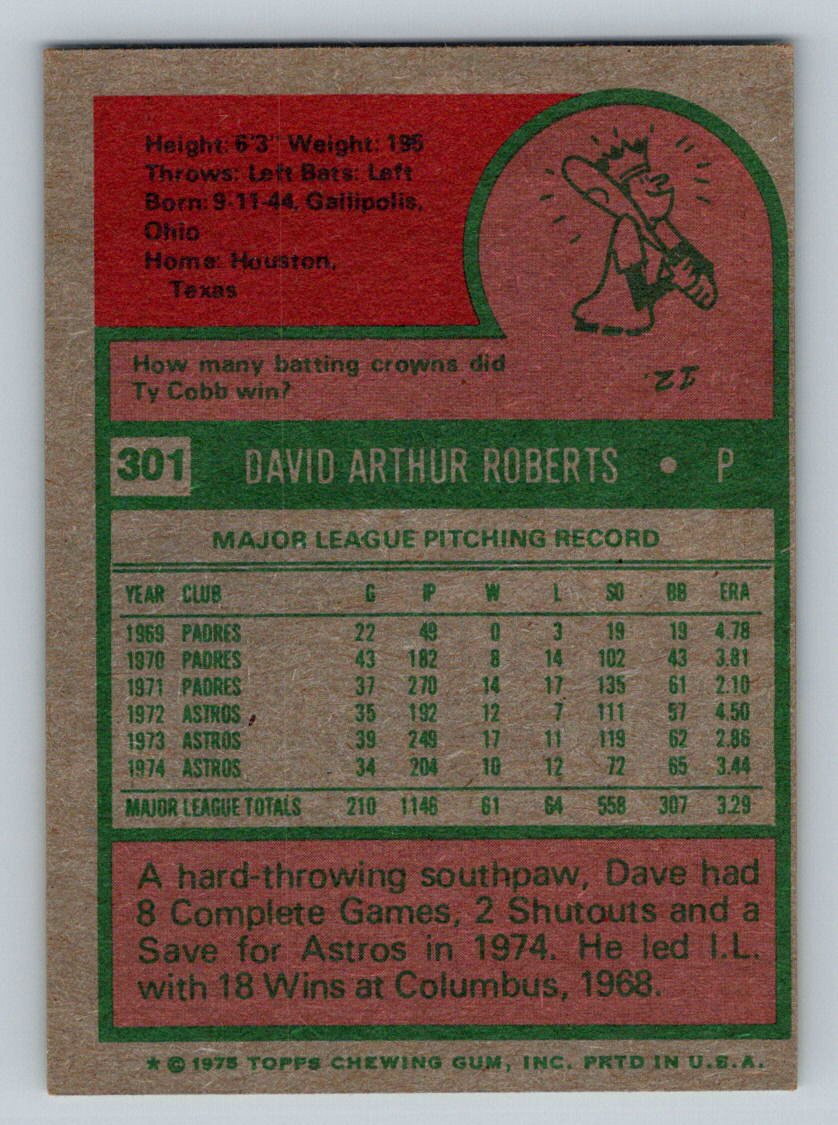 Height: 6'3" Weight: 195
Throws: Left Bats: Left
Born: 9-11-44, Gallipolis,
Ohio
Home: Houston,
Texas
How many batting crowns did
Ty Cobb win?
12.
301 DAVID ARTHUR ROBERTS • P
MAJOR LEAGUE PITCHING RECORD
YEAR CLUB G IP W L SO BB ERA
1969 PADRES 22 49 0 3 19 19 4.78
1970 PADRES 43 182 8 14 102 43 3.81
1971 PADRES 37 270 14 17 135 61 2.10
1972 ASTROS 35 192 12 7 111 57 4.50
1973 ASTROS 39 249 17 11 119 62 2.86
1974 ASTROS 34 204 10 12 72 65 3.44
MAJOR LEAGUE TOTALS 210 1146 61 64 558 307 3.29
A hard-throwing southpaw, Dave had
8 Complete Games, 2 Shutouts and a
Save for Astros in 1974. He led I.L.
with 18 Wins at Columbus, 1968.
* © 1975 TOPPS CHEWING GUM, INC. PRTD IN U.S.A.